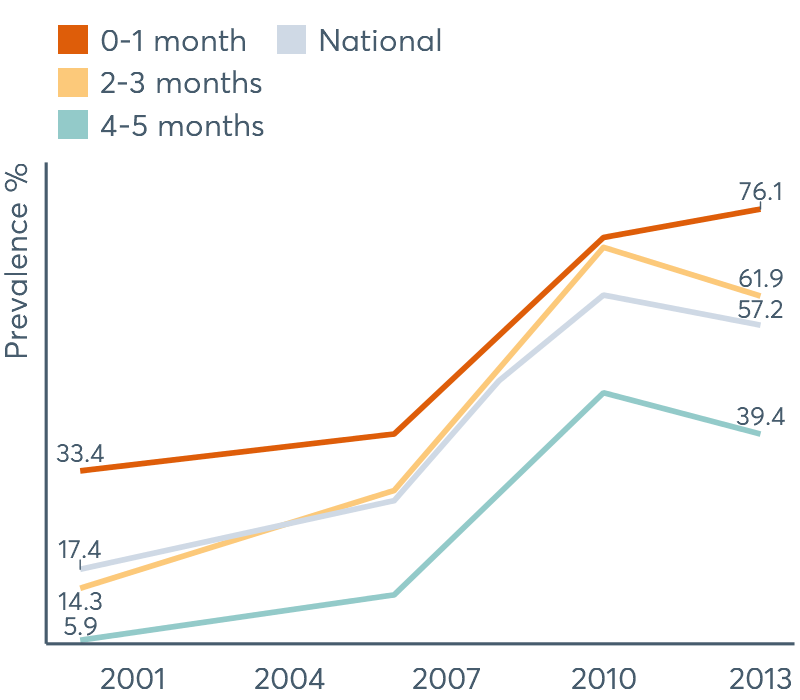 0-1 month National
2-3 months
4-5 months
Prevalence %
76.1
61.9
57.2
39.4
33.4
17.4
14.3
5.9
2001 2004 2007 2010 2013